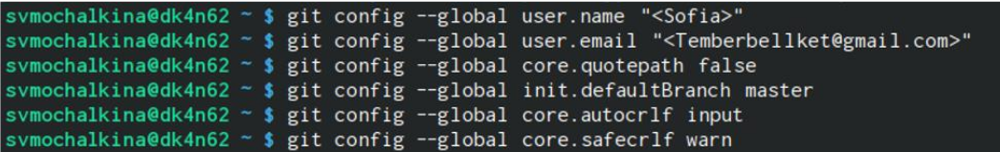 svmochalkina@dk4n62 ~ $ git config --global user.name "<Sofia>"
svmochalkina@dk4n62 ~ $ git config --global user.email "<Temberbellket@gmail.com>"
svmochalkina@dk4n62 ~ $ git config --global core.quotepath false
svmochalkina@dk4n62 ~ $ git config --global init.defaultBranch master
svmochalkina@dk4n62 ~ $ git config --global core.autocrlf input
svmochalkina@dk4n62 ~ $ git config --global core.safecrlf warn